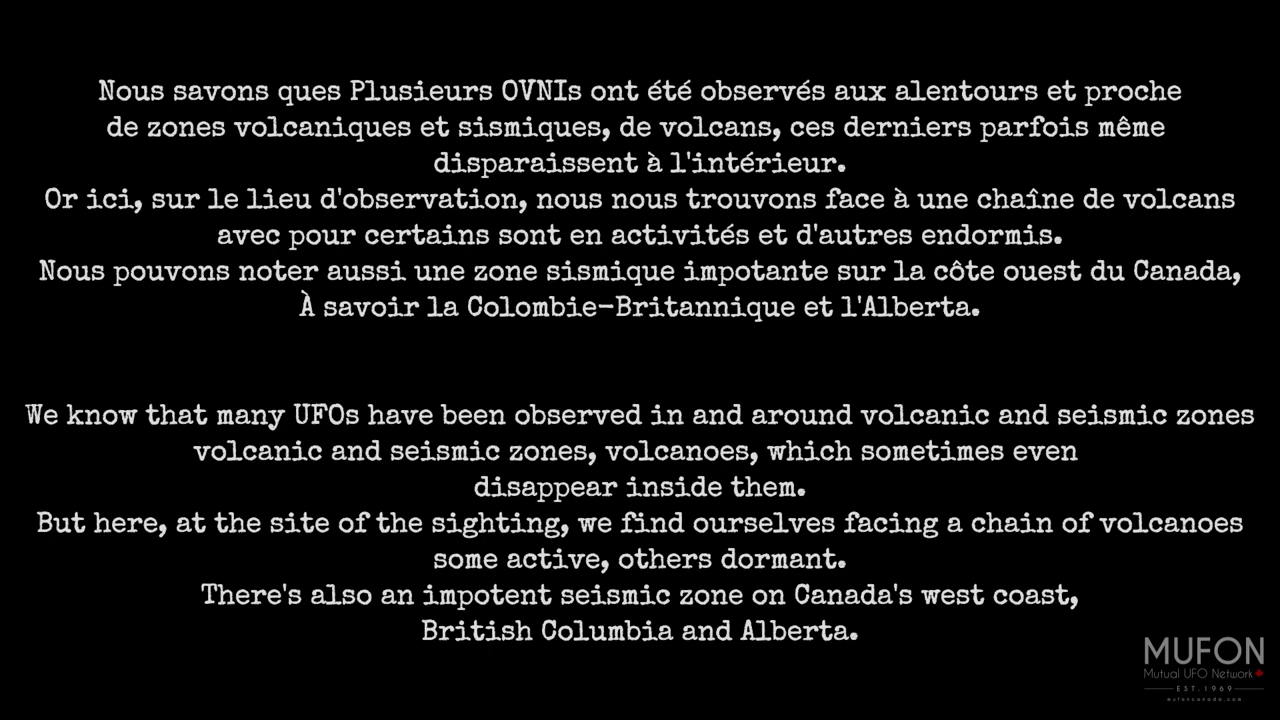 Nous savons ques Plusieurs OVNIs ont été observés aux alentours et proche
de zones volcaniques et sismiques, de volcans, ces derniers parfois même
disparaissent à l'intérieur.
Or ici, sur le lieu d'observation, nous nous trouvons face à une chaîne de volcans
avec pour certains sont en activités et d'autres endormis.
Nous pouvons noter aussi une zone sismique impotante sur la côte ouest du Canada,
À savoir la Colombie-Britannique et l'Alberta.
We know that many UFOs have been observed in and around volcanic and seismic zones
volcanic and seismic zones, volcanoes, which sometimes even
disappear inside them.
But here, at the site of the sighting, we find ourselves facing a chain of volcanoes
some active, others dormant.
There's also an impotent seismic zone on Canada's west coast,
British Columbia and Alberta.
MUFON
Mutual UFO Network
EST. 1969
mufoncanada.com